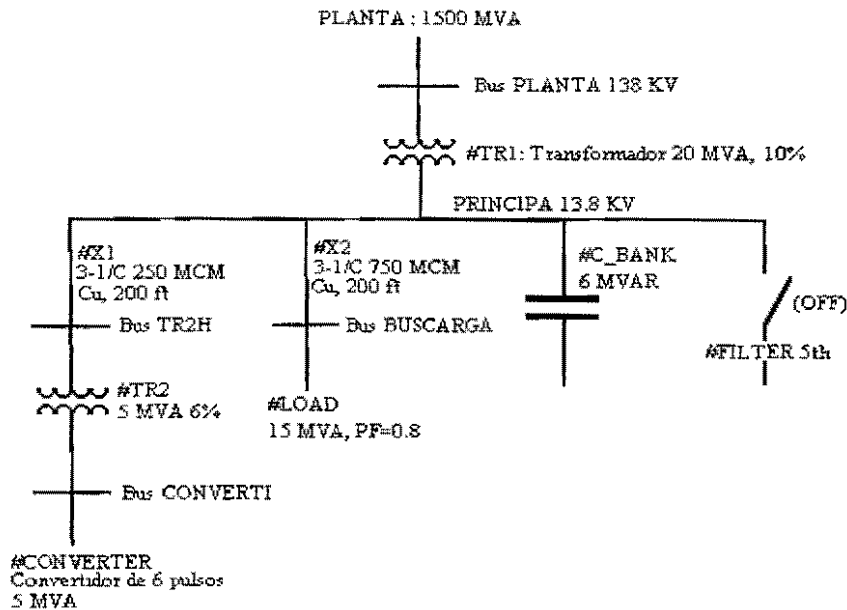 PLANTA : 1500 MVA
Bus PLANTA 138 KV
#TR1: Transformador 20 MVA, 10%
PRINCIPA 13.8 KV
#X1
3-1/C 250 MCM
Cu, 200 ft
#X2
3-1/C 750 MCM
Cu, 200 ft
#C_BANK
6 MVAR
(OFF)
#FILTER 5th
Bus TR2H
Bus BUSCARGA
#TR2
5 MVA 6%
#LOAD
15 MVA, PF=0.8
Bus CONVERTI
#CONVERTER
Convertidor de 6 pulsos
5 MVA